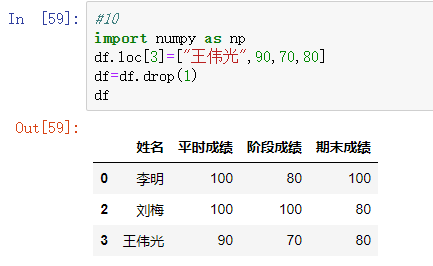 In [59]: #10
import numpy as np
df.loc[3]=["王伟光",90,70,80]
df=df.drop(1)
df
Out[59]:
姓名 平时成绩 阶段成绩 期末成绩
0 李明 100 80 100
2 刘梅 100 100 80
3 王伟光 90 70 80